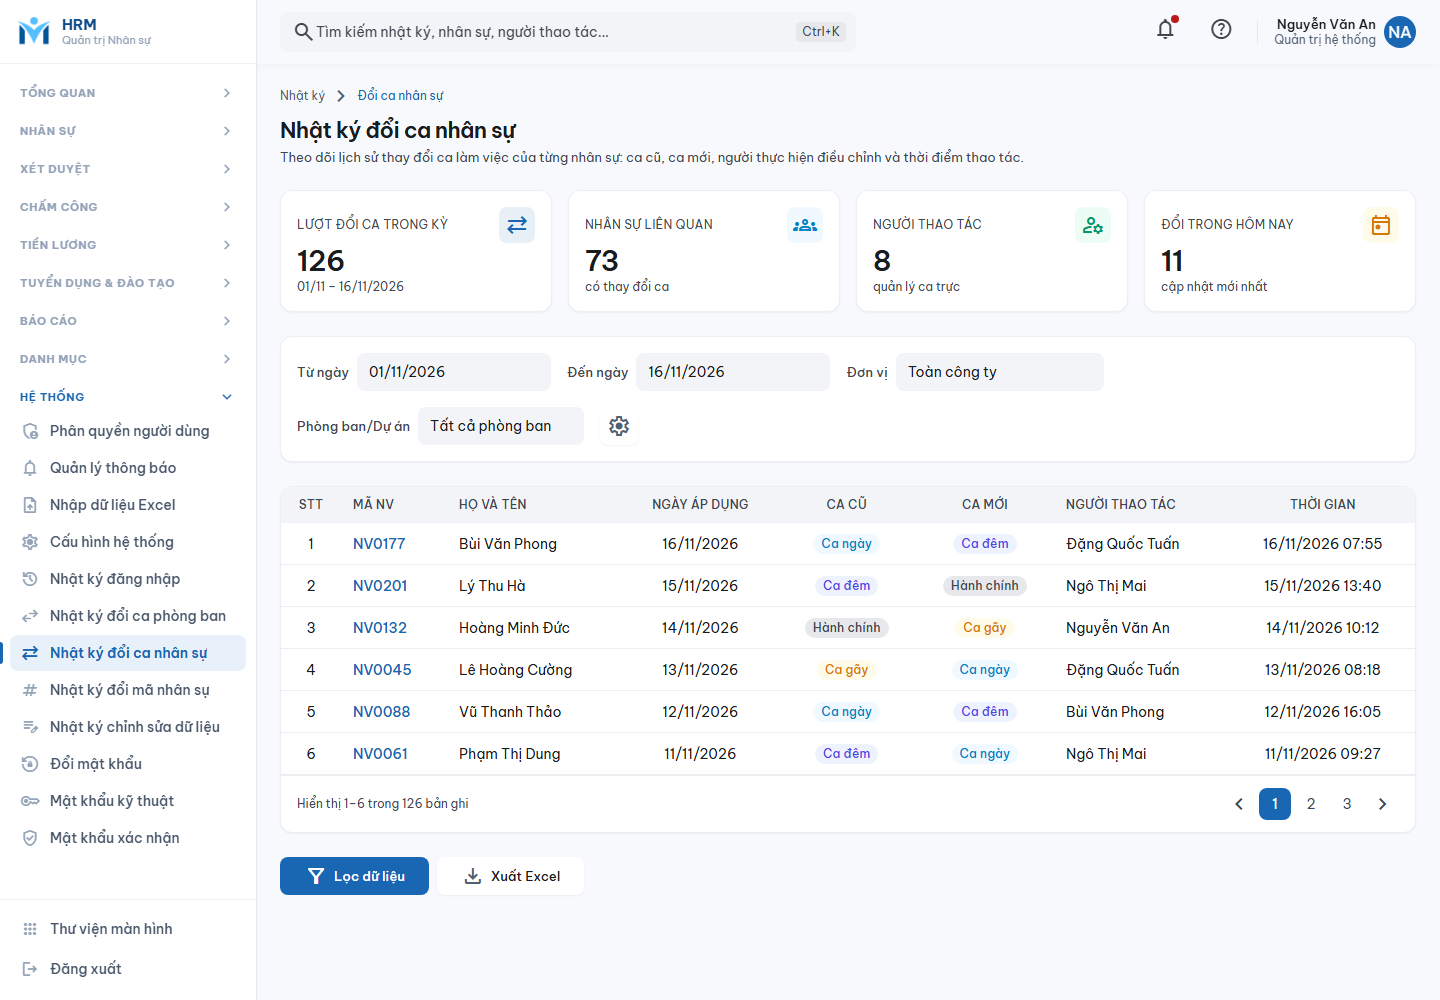 HRM
Quản trị Nhân sự
TỔNG QUAN
NHÂN SỰ
XÉT DUYỆT
CHẤM CÔNG
TIỀN LƯƠNG
TUYỂN DỤNG & ĐÀO TẠO
BÁO CÁO
DANH MỤC
HỆ THỐNG
Phân quyền người dùng
Quản lý thông báo
Nhập dữ liệu Excel
Cấu hình hệ thống
Nhật ký đăng nhập
Nhật ký đổi ca phòng ban
Nhật ký đổi ca nhân sự
Nhật ký đổi mã nhân sự
Nhật ký chỉnh sửa dữ liệu
Đổi mật khẩu
Mật khẩu kỹ thuật
Mật khẩu xác nhận
Thư viện màn hình
Đăng xuất
Tìm kiếm nhật ký, nhân sự, người thao tác... Ctrl+K
Nguyễn Văn An
Quản trị hệ thống
NA
Nhật ký > Đổi ca nhân sự
Nhật ký đổi ca nhân sự
Theo dõi lịch sử thay đổi ca làm việc của từng nhân sự: ca cũ, ca mới, người thực hiện điều chỉnh và thời điểm thao tác.
LƯỢT ĐỔI CA TRONG KỲ
126
01/11 – 16/11/2026
NHÂN SỰ LIÊN QUAN
73
có thay đổi ca
NGƯỜI THAO TÁC
8
quản lý ca trực
ĐỔI TRONG HÔM NAY
11
cập nhật mới nhất
Từ ngày 01/11/2026 Đến ngày 16/11/2026 Đơn vị Toàn công ty
Phòng ban/Dự án Tất cả phòng ban
STT MÃ NV HỌ VÀ TÊN NGÀY ÁP DỤNG CA CŨ CA MỚI NGƯỜI THAO TÁC THỜI GIAN
1 NV0177 Bùi Văn Phong 16/11/2026 Ca ngày Ca đêm Đặng Quốc Tuấn 16/11/2026 07:55
2 NV0201 Lý Thu Hà 15/11/2026 Ca đêm Hành chính Ngô Thị Mai 15/11/2026 13:40
3 NV0132 Hoàng Minh Đức 14/11/2026 Hành chính Ca gãy Nguyễn Văn An 14/11/2026 10:12
4 NV0045 Lê Hoàng Cường 13/11/2026 Ca gãy Ca ngày Đặng Quốc Tuấn 13/11/2026 08:18
5 NV0088 Vũ Thanh Thảo 12/11/2026 Ca ngày Ca đêm Bùi Văn Phong 12/11/2026 16:05
6 NV0061 Phạm Thị Dung 11/11/2026 Ca đêm Ca ngày Ngô Thị Mai 11/11/2026 09:27
Hiển thị 1–6 trong 126 bản ghi
1 2 3
Lọc dữ liệu
Xuất Excel